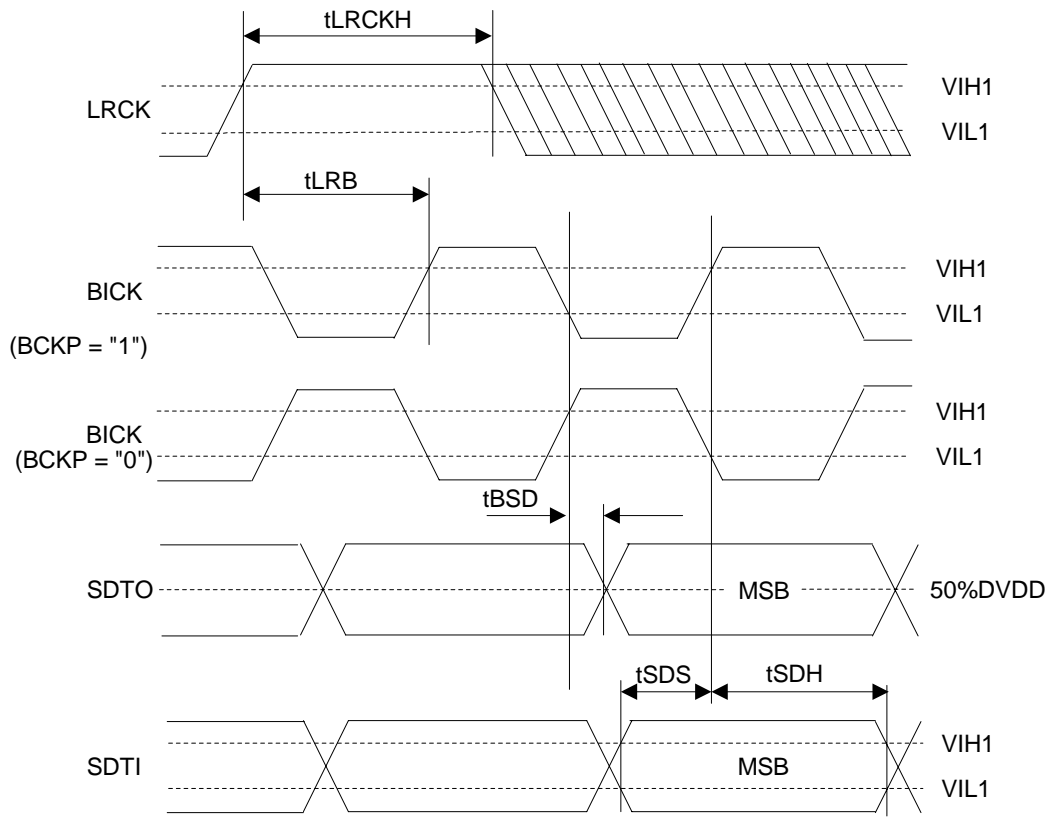 tLRCKH
LRCK
VIH1
VIL1
tLRB
BICK
(BCKP = "1")
VIH1
VIL1
BICK
(BCKP = "0")
VIH1
VIL1
tBSD
SDTO
MSB
50%DVDD
tSDS
tSDH
SDTI
MSB
VIH1
VIL1